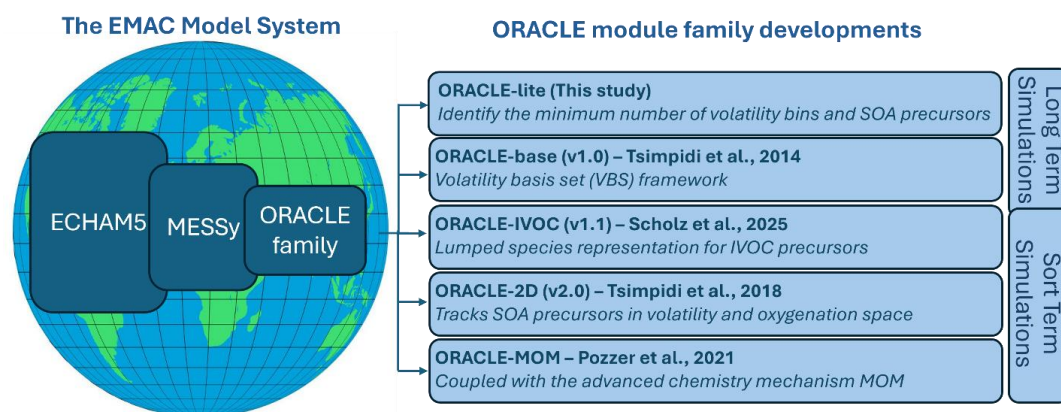 The EMAC Model System
ORACLE module family developments
ECHAM5
MESSy
ORACLE
family
ORACLE-lite (This study)
Identify the minimum number of volatility bins and SOA precursors
ORACLE-base (v1.0) – Tsimpidi et al., 2014
Volatility basis set (VBS) framework
ORACLE-IVOC (v1.1) – Scholz et al., 2025
Lumped species representation for IVOC precursors
ORACLE-2D (v2.0) – Tsimpidi et al., 2018
Tracks SOA precursors in volatility and oxygenation space
ORACLE-MOM – Pozzer et al., 2021
Coupled with the advanced chemistry mechanism MOM
Long Term
Simulations
Sort Term
Simulations